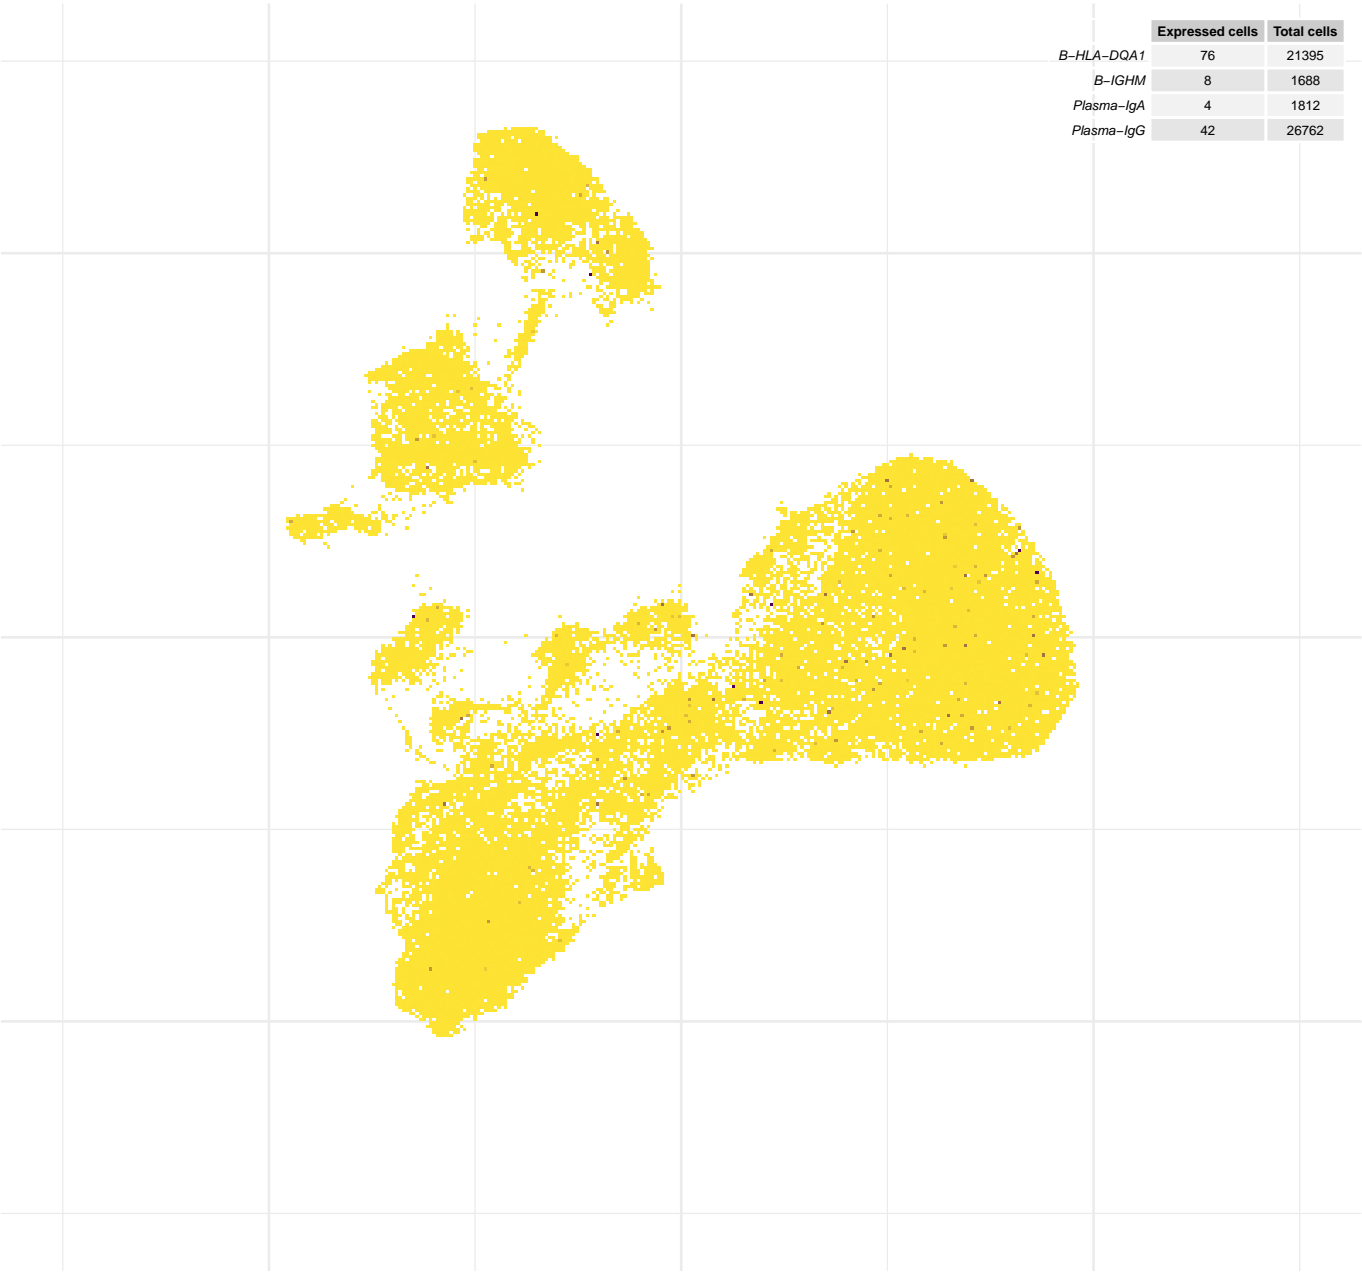 Expressed cells Total cells
B−HLA−DQA1 76 21395
B−IGHM 8 1688
Plasma−IgA 4 1812
Plasma−IgG 42 26762